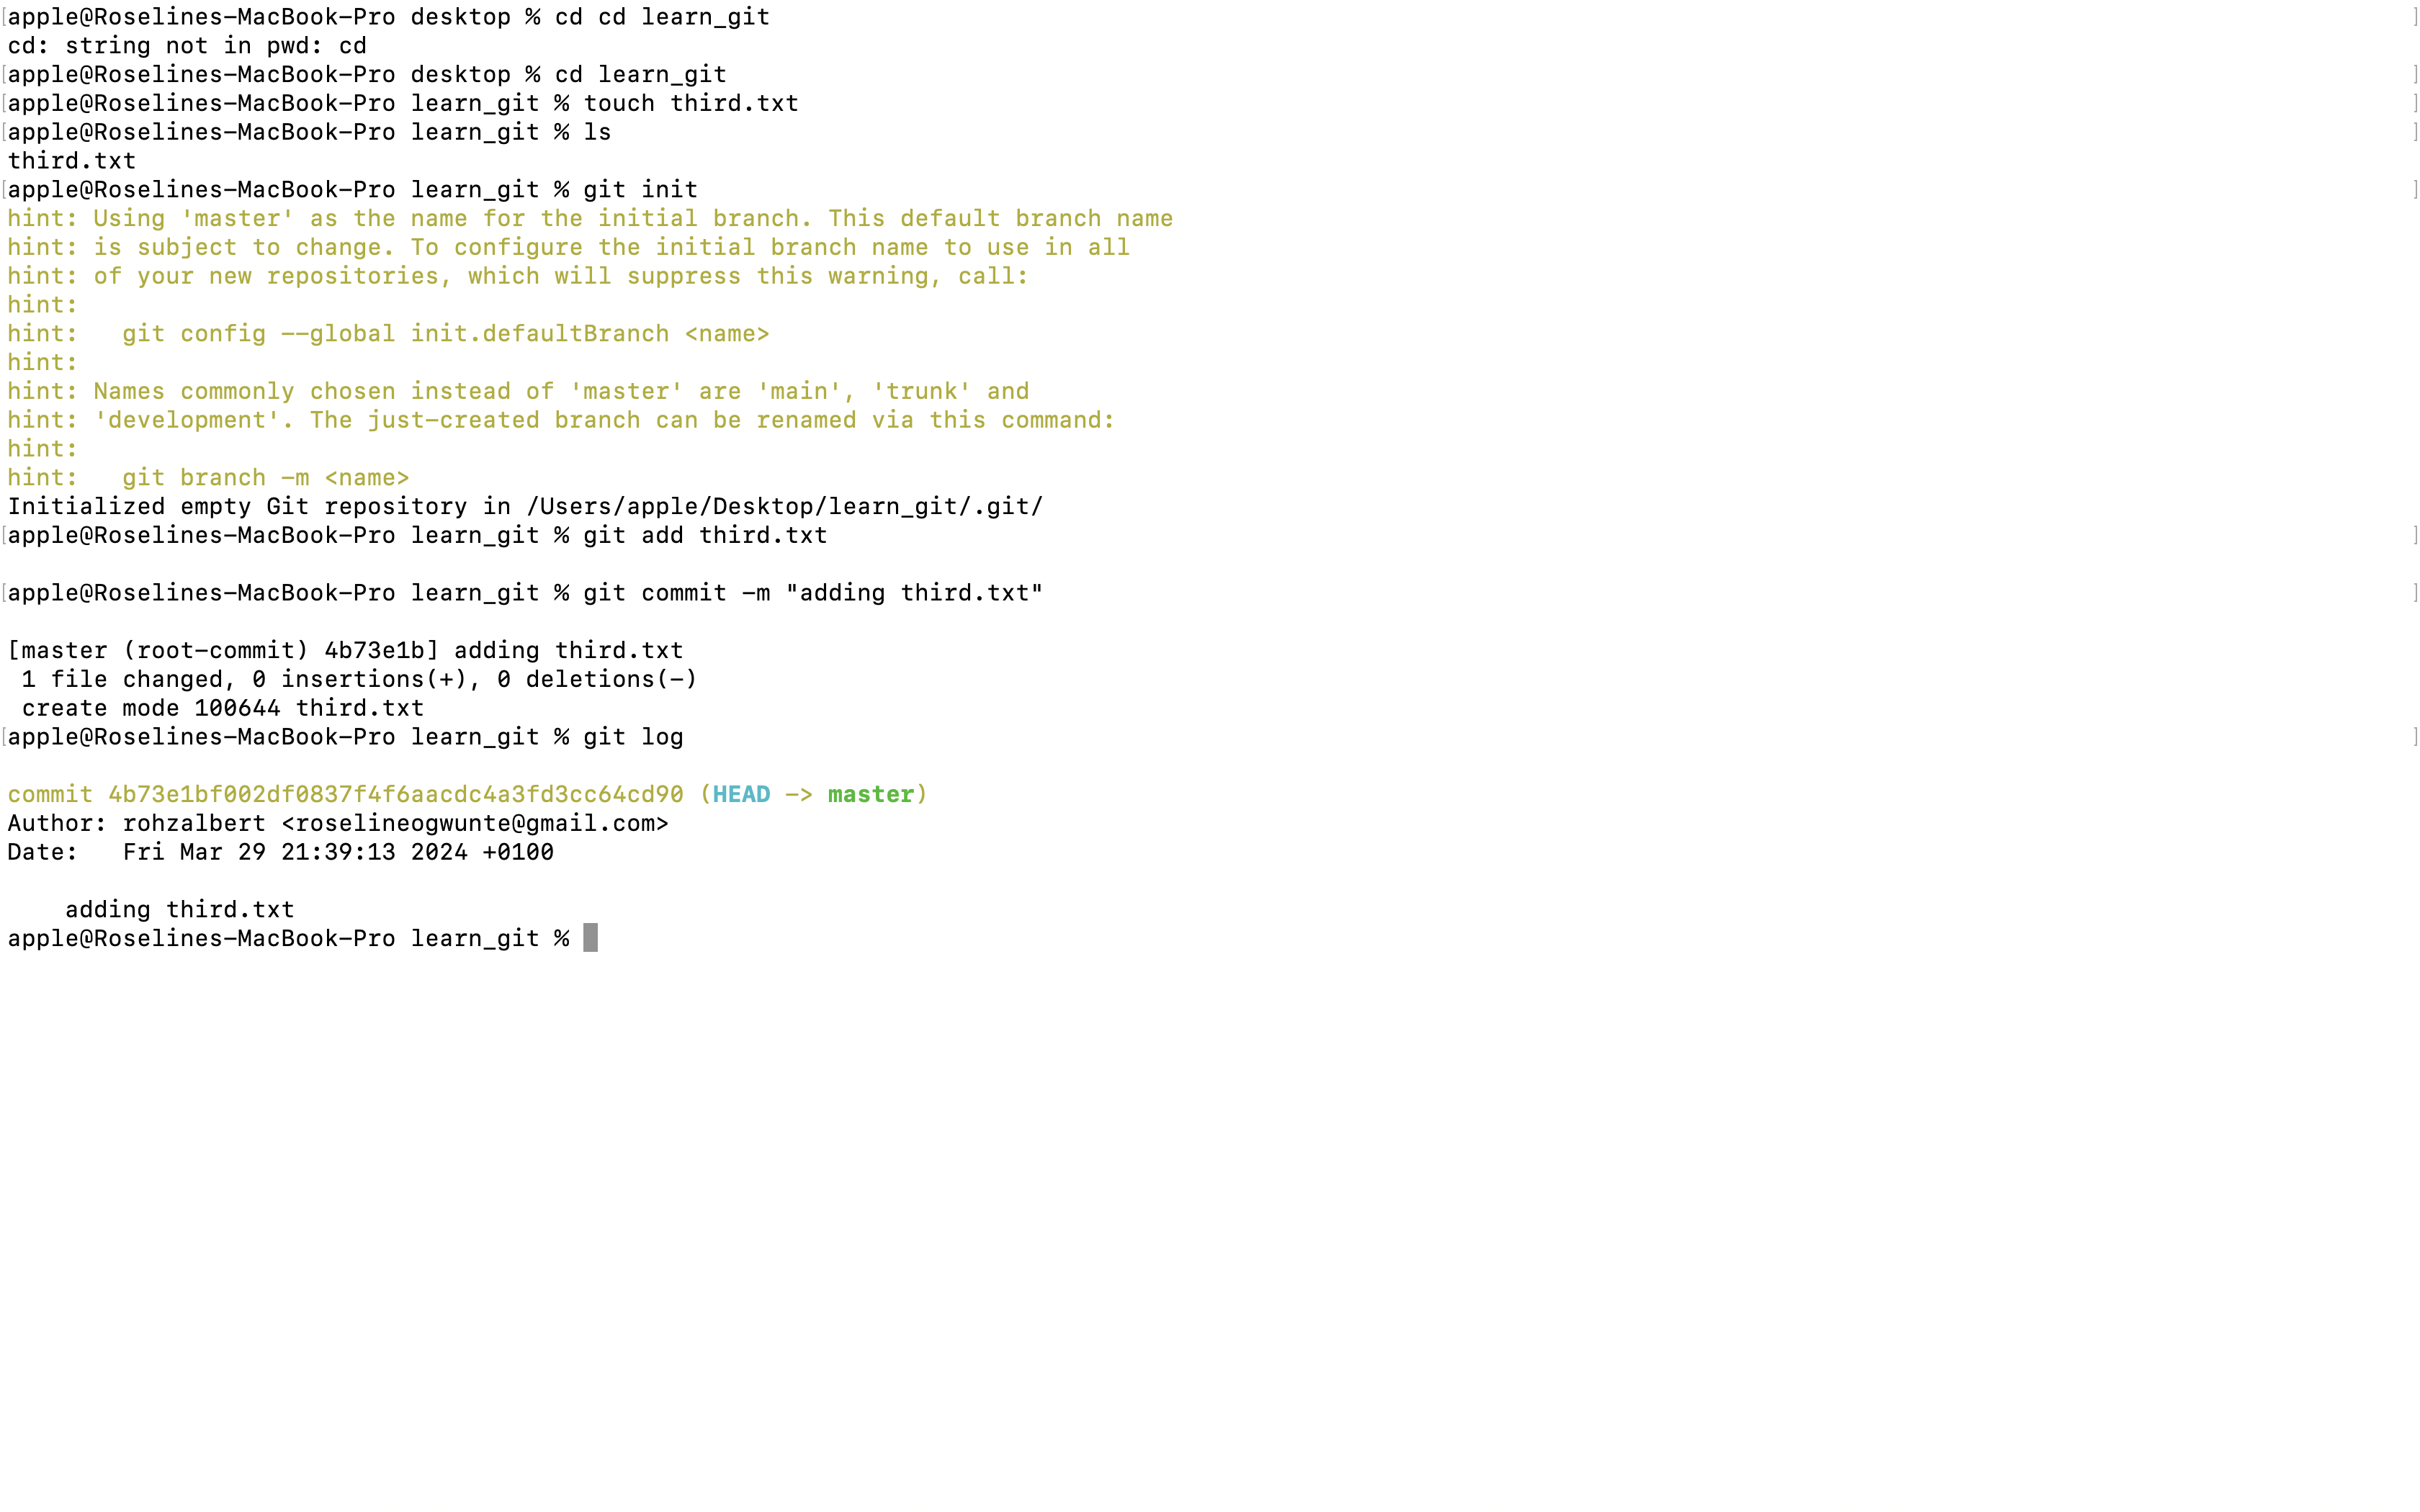 [apple@Roselines-MacBook-Pro desktop % cd cd learn_git ]
cd: string not in pwd: cd
[apple@Roselines-MacBook-Pro desktop % cd learn_git ]
[apple@Roselines-MacBook-Pro learn_git % touch third.txt ]
[apple@Roselines-MacBook-Pro learn_git % ls ]
third.txt
[apple@Roselines-MacBook-Pro learn_git % git init ]
hint: Using 'master' as the name for the initial branch. This default branch name
hint: is subject to change. To configure the initial branch name to use in all
hint: of your new repositories, which will suppress this warning, call:
hint:
hint:   git config --global init.defaultBranch <name>
hint:
hint: Names commonly chosen instead of 'master' are 'main', 'trunk' and
hint: 'development'. The just-created branch can be renamed via this command:
hint:
hint:   git branch -m <name>
Initialized empty Git repository in /Users/apple/Desktop/learn_git/.git/
[apple@Roselines-MacBook-Pro learn_git % git add third.txt ]
[apple@Roselines-MacBook-Pro learn_git % git commit -m "adding third.txt" ]
[master (root-commit) 4b73e1b] adding third.txt
 1 file changed, 0 insertions(+), 0 deletions(-)
 create mode 100644 third.txt
[apple@Roselines-MacBook-Pro learn_git % git log ]
commit 4b73e1bf002df0837f4f6aacdc4a3fd3cc64cd90 (HEAD -> master)
Author: rohzalbert <roselineogwunte@gmail.com>
Date:   Fri Mar 29 21:39:13 2024 +0100
    adding third.txt
apple@Roselines-MacBook-Pro learn_git %